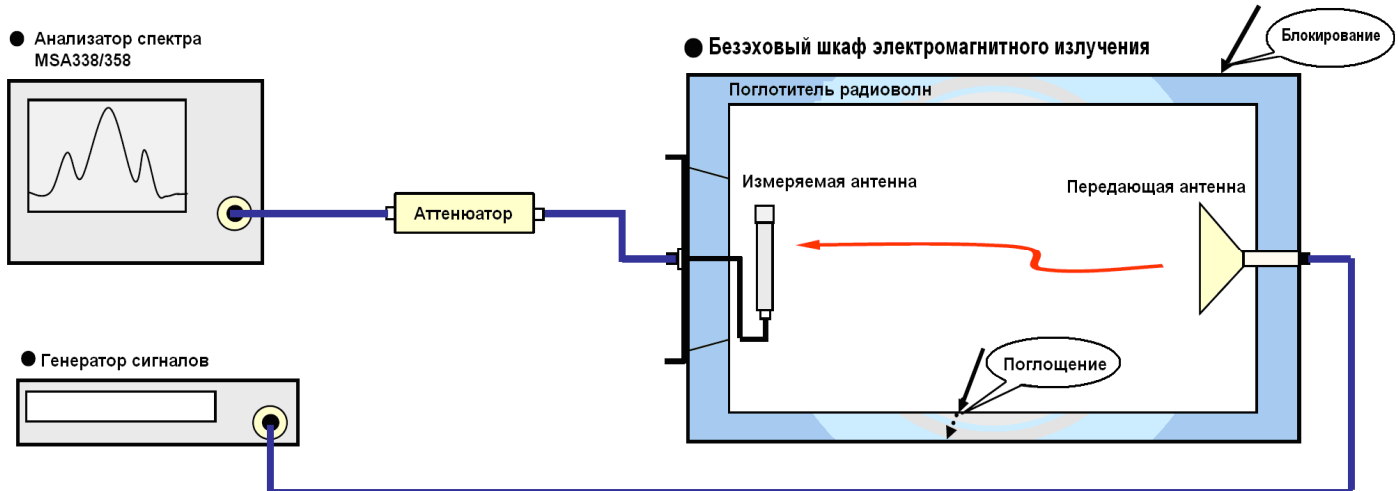 Анализатор спектра
MSA338/358
Безэховый шкаф электромагнитного излучения
Блокирование
Поглотитель радиоволн
Измеряемая антенна
Передающая антенна
Аттенюатор
Генератор сигналов
Поглощение